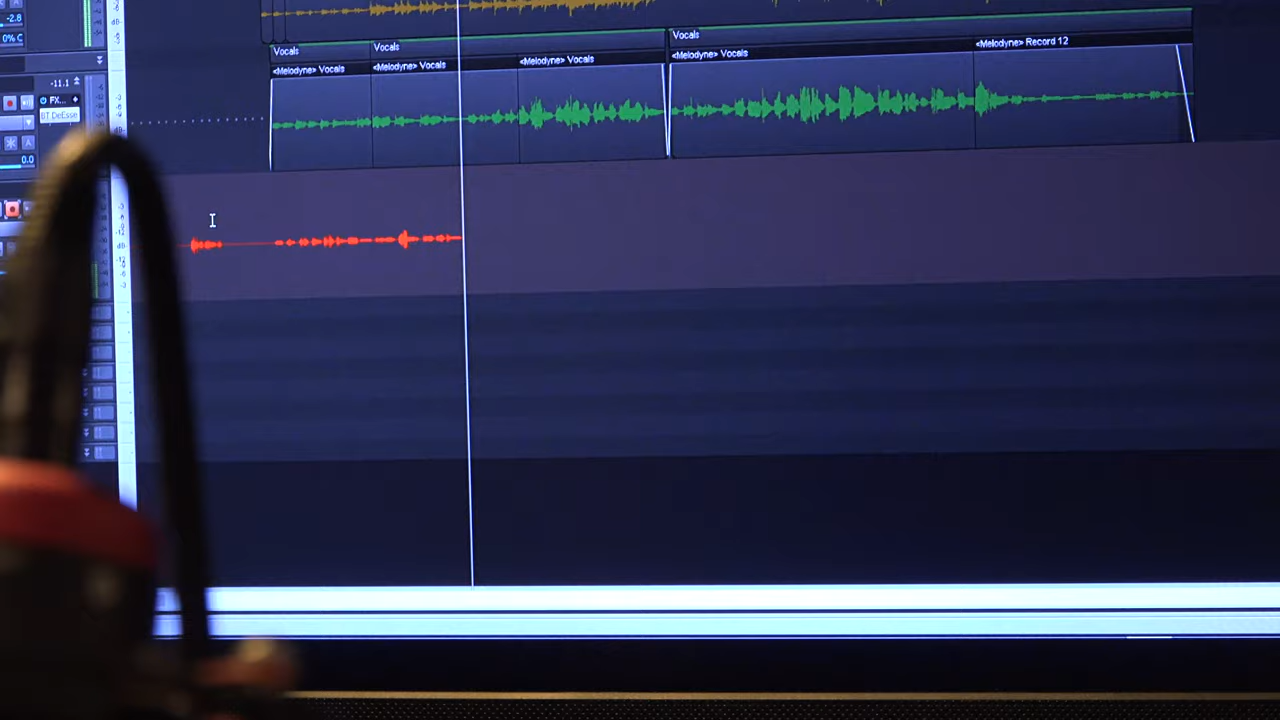 -2.8
0% C
Vocals
Vocals
Vocals
<Melodyne> Vocals
<Melodyne> Vocals
<Melodyne> Vocals
<Melodyne> Vocals
<Melodyne> Record 12
-11.1
FX...
BT DeEsse
0.0